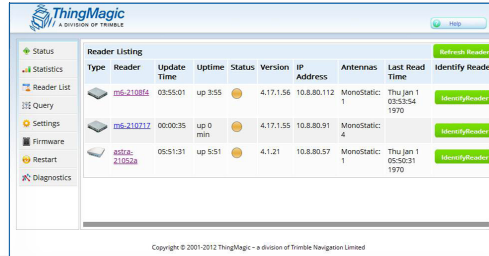 ThingMagic
A DIVISION OF TRIMBLE
Help
Status
Statistics
Reader List
Query
Settings
Firmware
Restart
Diagnostics
Reader Listing
Refresh Reader
Type Reader Update Time Uptime Status Version IP Address Antennas Last Read Time Identify Reade
m6-2108f4 03:55:01 up 3:55 4.17.1.56 10.8.80.112 MonoStatic: 1 Thu Jan 1 03:53:54 1970 IdentifyReader
m6-210717 00:00:35 up 0 min 4.17.1.55 10.8.80.91 MonoStatic: 4 IdentifyReader
astra-21052a 05:51:31 up 5:51 4.1.21 10.8.80.57 MonoStatic: 1 Thu Jan 1 05:50:31 1970 IdentifyReader
Copyright © 2001-2012 ThingMagic – a division of Trimble Navigation Limited